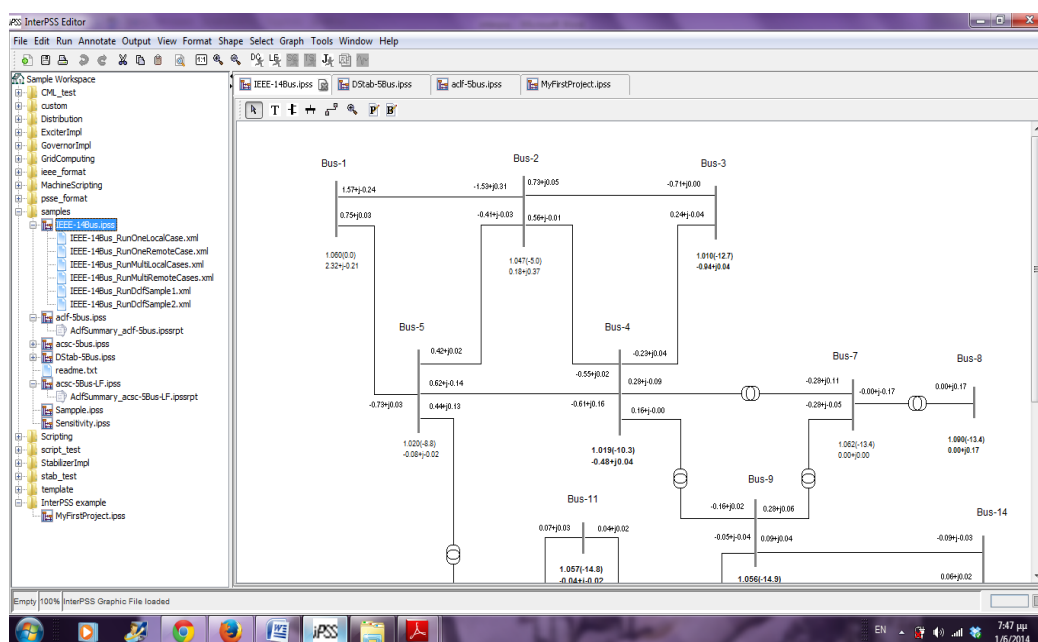 iPSS InterPSS Editor
File Edit Run Annotate Output View Format Shape Select Graph Tools Window Help
Sample Workspace
CML_test
custom
Distribution
ExciterImpl
GovernorImpl
GridComputing
ieee_format
MachineScripting
psse_format
samples
IEEE-14Bus.ipss
IEEE-14Bus_RunOneLocalCase.xml
IEEE-14Bus_RunOneRemoteCase.xml
IEEE-14Bus_RunMultiLocalCases.xml
IEEE-14Bus_RunMultiRemoteCases.xml
IEEE-14Bus_RunDclfSample1.xml
IEEE-14Bus_RunDclfSample2.xml
aclf-5bus.ipss
AclfSummary_aclf-5bus.ipssrpt
acsc-5bus.ipss
DStab-5Bus.ipss
readme.txt
acsc-5Bus-LF.ipss
AclfSummary_acsc-5Bus-LF.ipssrpt
Sampple.ipss
Sensitivity.ipss
Scripting
script_test
StabilizerImpl
stab_test
template
InterPSS example
MyFirstProject.ipss
IEEE-14Bus.ipss DStab-5Bus.ipss aclf-5bus.ipss MyFirstProject.ipss
T P B
Bus-1 Bus-2 Bus-3
1.57+j-0.24 -1.53+j0.31 0.73+j0.05 -0.71+j0.00
0.75+j0.03 -0.41+j-0.03 0.56+j-0.01 0.24+j-0.04
1.060(0.0) 1.047(-5.0) 1.010(-12.7)
2.32+j-0.21 0.18+j0.37 -0.94+j0.04
Bus-5 Bus-4 Bus-7 Bus-8
0.42+j0.02 -0.23+j0.04
-0.55+j0.02
0.62+j-0.14 0.28+j-0.09 -0.28+j0.11 0.00+j0.17
-0.00+j-0.17
-0.73+j0.03 0.44+j0.13 -0.61+j0.16 0.16+j-0.00 -0.28+j-0.05
1.020(-8.8) 1.019(-10.3) 1.062(-13.4) 1.090(-13.4)
-0.08+j-0.02 -0.48+j0.04 0.00+j0.00 0.00+j0.17
Bus-11 Bus-9 Bus-14
-0.16+j0.02 0.28+j0.06
0.07+j0.03 0.04+j0.02 -0.05+j-0.04 0.09+j0.04 -0.09+j-0.03
1.057(-14.8) 1.056(-14.9) 0.06+j0.02
-0.04+j-0.02
Empty 100% InterPSS Graphic File loaded
iPSS EN 7:47 μμ
1/6/2014